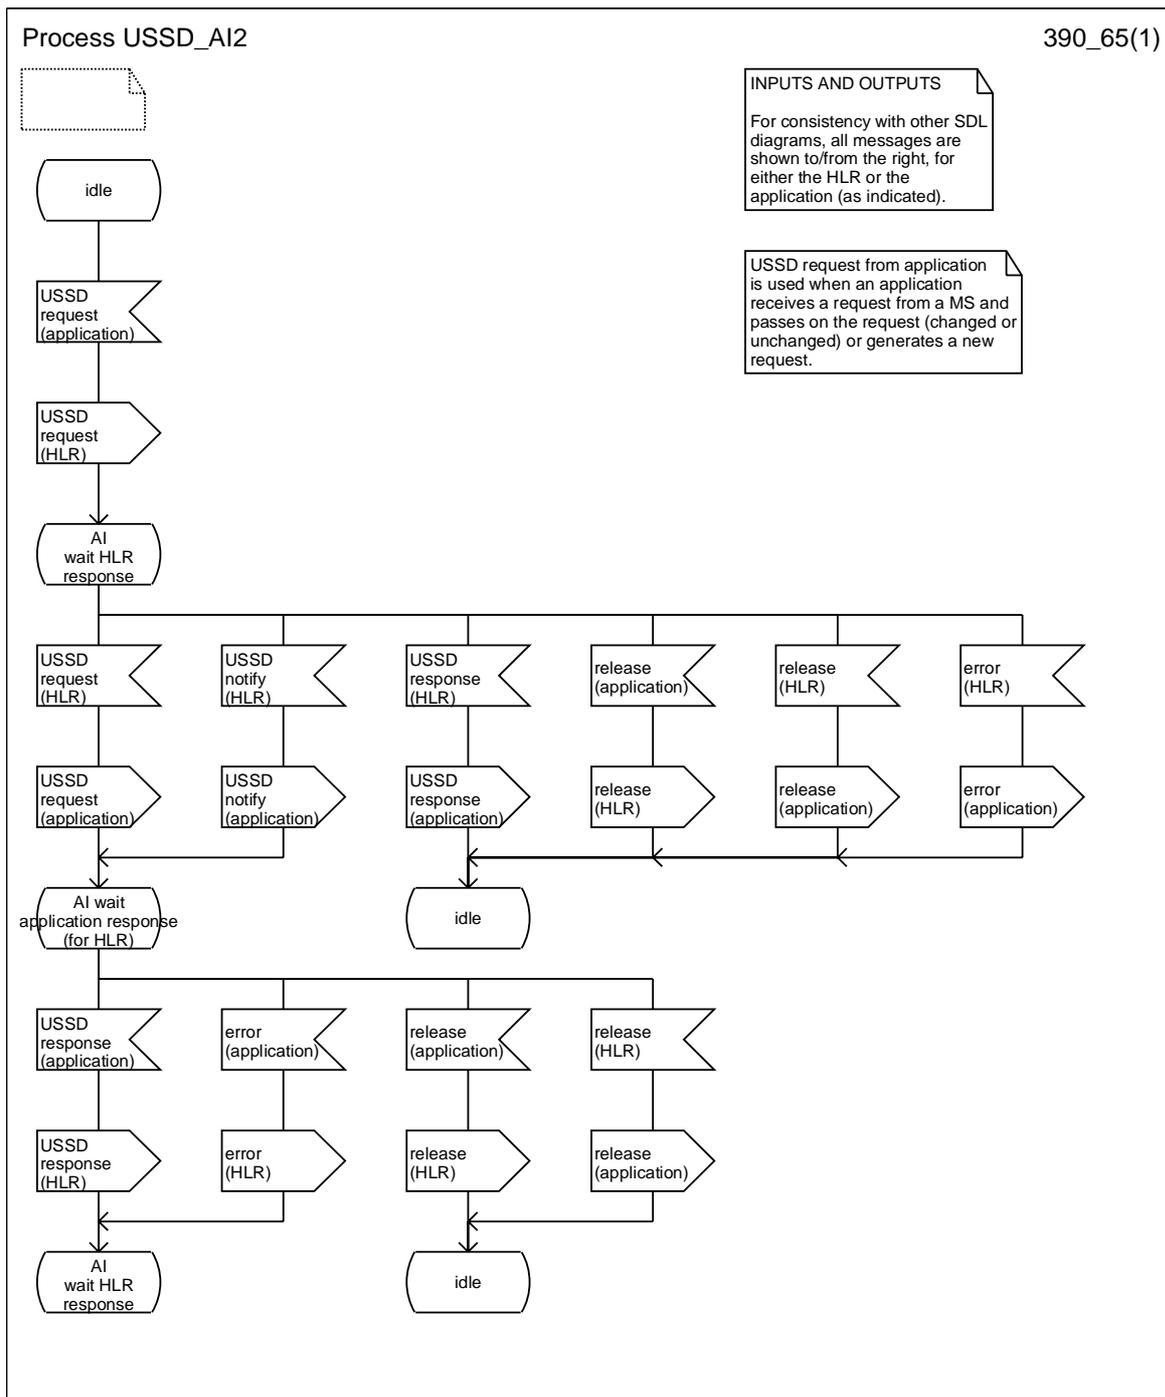 Process USSD_AI2
390_65(1)
INPUTS AND OUTPUTS
For consistency with other SDL
diagrams, all messages are
shown to/from the right, for
either the HLR or the
application (as indicated).
idle
USSD request from application
is used when an application
receives a request from a MS and
passes on the request (changed or
unchanged) or generates a new
request.
USSD
request
(application)
USSD
request
(HLR)
AI
wait HLR
response
USSD
request
(HLR)
USSD
notify
(HLR)
USSD
response
(HLR)
release
(application)
release
(HLR)
error
(HLR)
USSD
request
(application)
USSD
notify
(application)
USSD
response
(application)
release
(HLR)
release
(application)
error
(application)
AI wait
application response
(for HLR)
idle
USSD
response
(application)
error
(application)
release
(application)
release
(HLR)
USSD
response
(HLR)
error
(HLR)
release
(HLR)
release
(application)
AI
wait HLR
response
idle